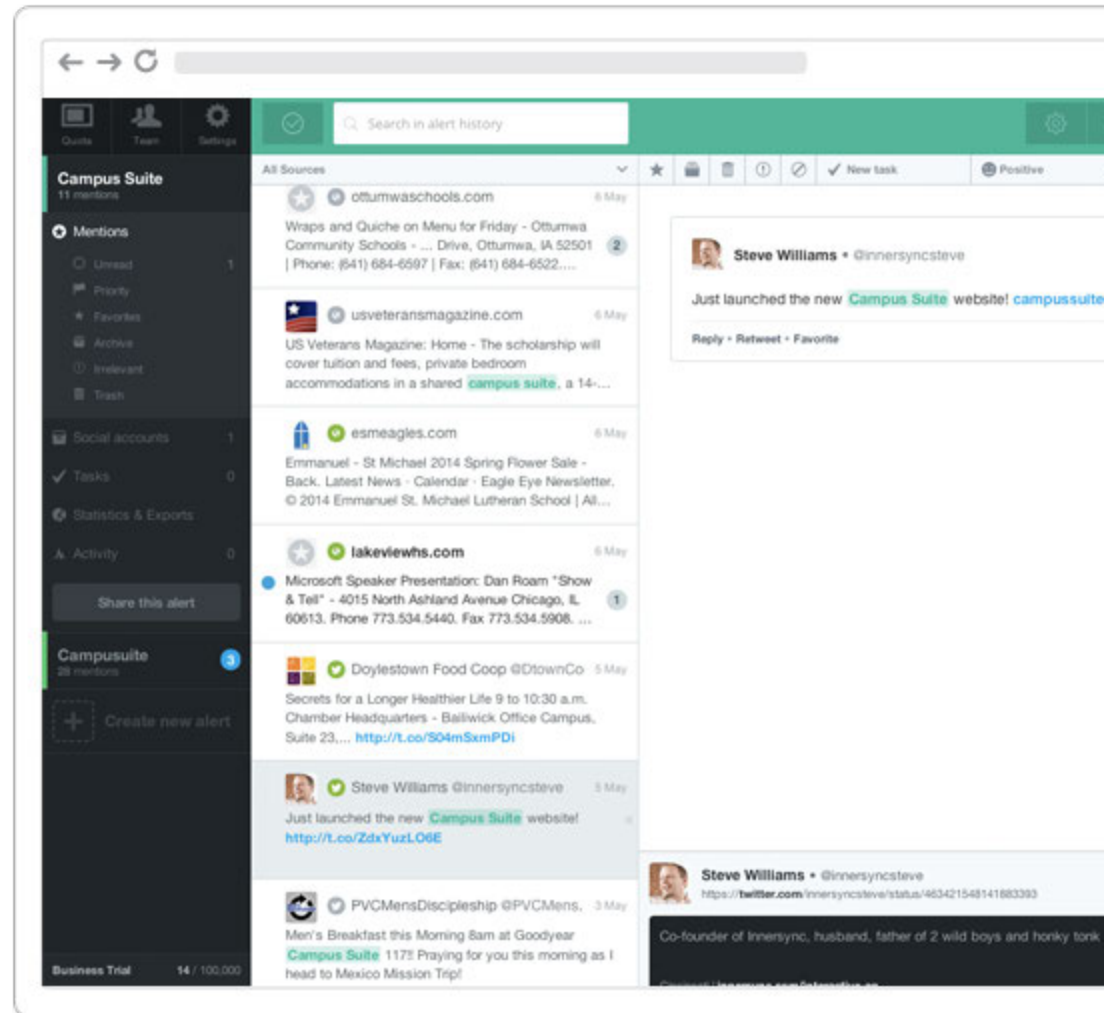 Quota Team Settings
Search in alert history
Campus Suite
11 mentions
Mentions
Unread 1
Priority
Favorites
Archive
Irrelevant
Trash
Social accounts 1
Tasks 0
Statistics & Exports
Activity 0
Share this alert
Campusuite 3
28 mentions
Create new alert
Business Trial 14 / 100,000
All Sources
ottumwaschools.com 6 May
Wraps and Quiche on Menu for Friday - Ottumwa
Community Schools - ... Drive, Ottumwa, IA 52501 2
| Phone: (641) 684-6597 | Fax: (641) 684-6522....
usveteransmagazine.com 6 May
US Veterans Magazine: Home - The scholarship will
cover tuition and fees, private bedroom
accommodations in a shared campus suite, a 14-...
esmeagles.com 6 May
Emmanuel - St Michael 2014 Spring Flower Sale -
Back. Latest News · Calendar · Eagle Eye Newsletter.
© 2014 Emmanuel St. Michael Lutheran School | All...
lakeviewhs.com 6 May
Microsoft Speaker Presentation: Dan Roam "Show
& Tell" - 4015 North Ashland Avenue Chicago, IL 1
60613. Phone 773.534.5440. Fax 773.534.5908. ...
Doylestown Food Coop @DtownCo 5 May
Secrets for a Longer Healthier Life 9 to 10:30 a.m.
Chamber Headquarters - Bailiwick Office Campus,
Suite 23,... http://t.co/S04mSxmPDi
Steve Williams @innersyncsteve 5 May
Just launched the new Campus Suite website!
http://t.co/ZdxYuzLO6E
PVCMensDiscipleship @PVCMens. 3 May
Men's Breakfast this Morning 8am at Goodyear
Campus Suite 117!! Praying for you this morning as I
head to Mexico Mission Trip!
New task Positive
Steve Williams • @innersyncsteve
Just launched the new Campus Suite website! campussuite
Reply • Retweet • Favorite
Steve Williams • @innersyncsteve
https://twitter.com/innersyncsteve/status/463421548141883393
Co-founder of Innersync, husband, father of 2 wild boys and honky tonk